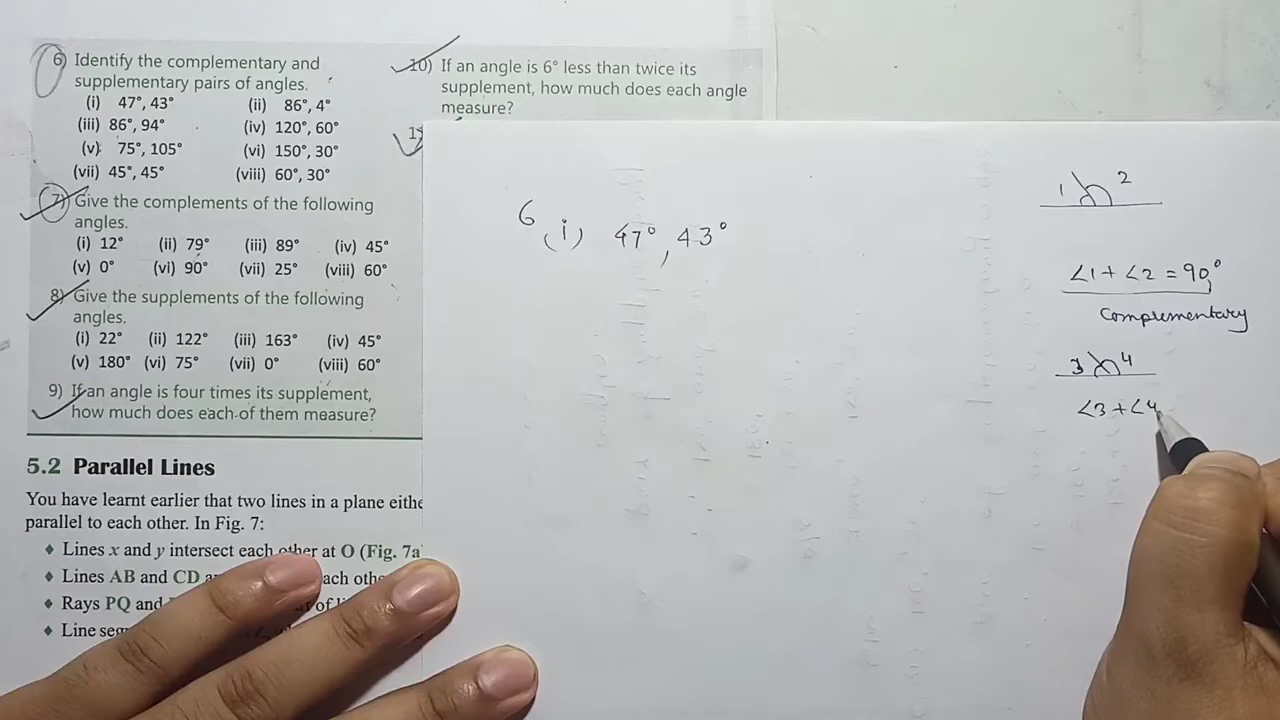 6) Identify the complementary and
supplementary pairs of angles.
(i) 47°, 43° (ii) 86°, 4°
(iii) 86°, 94° (iv) 120°, 60°
(v) 75°, 105° (vi) 150°, 30°
(vii) 45°, 45° (viii) 60°, 30°
7) Give the complements of the following
angles.
(i) 12° (ii) 79° (iii) 89° (iv) 45°
(v) 0° (vi) 90° (vii) 25° (viii) 60°
8) Give the supplements of the following
angles.
(i) 22° (ii) 122° (iii) 163° (iv) 45°
(v) 180° (vi) 75° (vii) 0° (viii) 60°
9) If an angle is four times its supplement,
how much does each of them measure?
5.2 Parallel Lines
You have learnt earlier that two lines in a plane
parallel to each other. In Fig. 7:
♦ Lines x and y intersect each other at O (Fig. 7a
♦ Lines AB and CD
♦ Rays PQ and
♦ Line
10) If an angle is 6° less than twice its
supplement, how much does each angle
measure?
6 (i) 47°, 43°
1 2
∠1 + ∠2 = 90°
Complementary
3 4
∠3 + ∠4